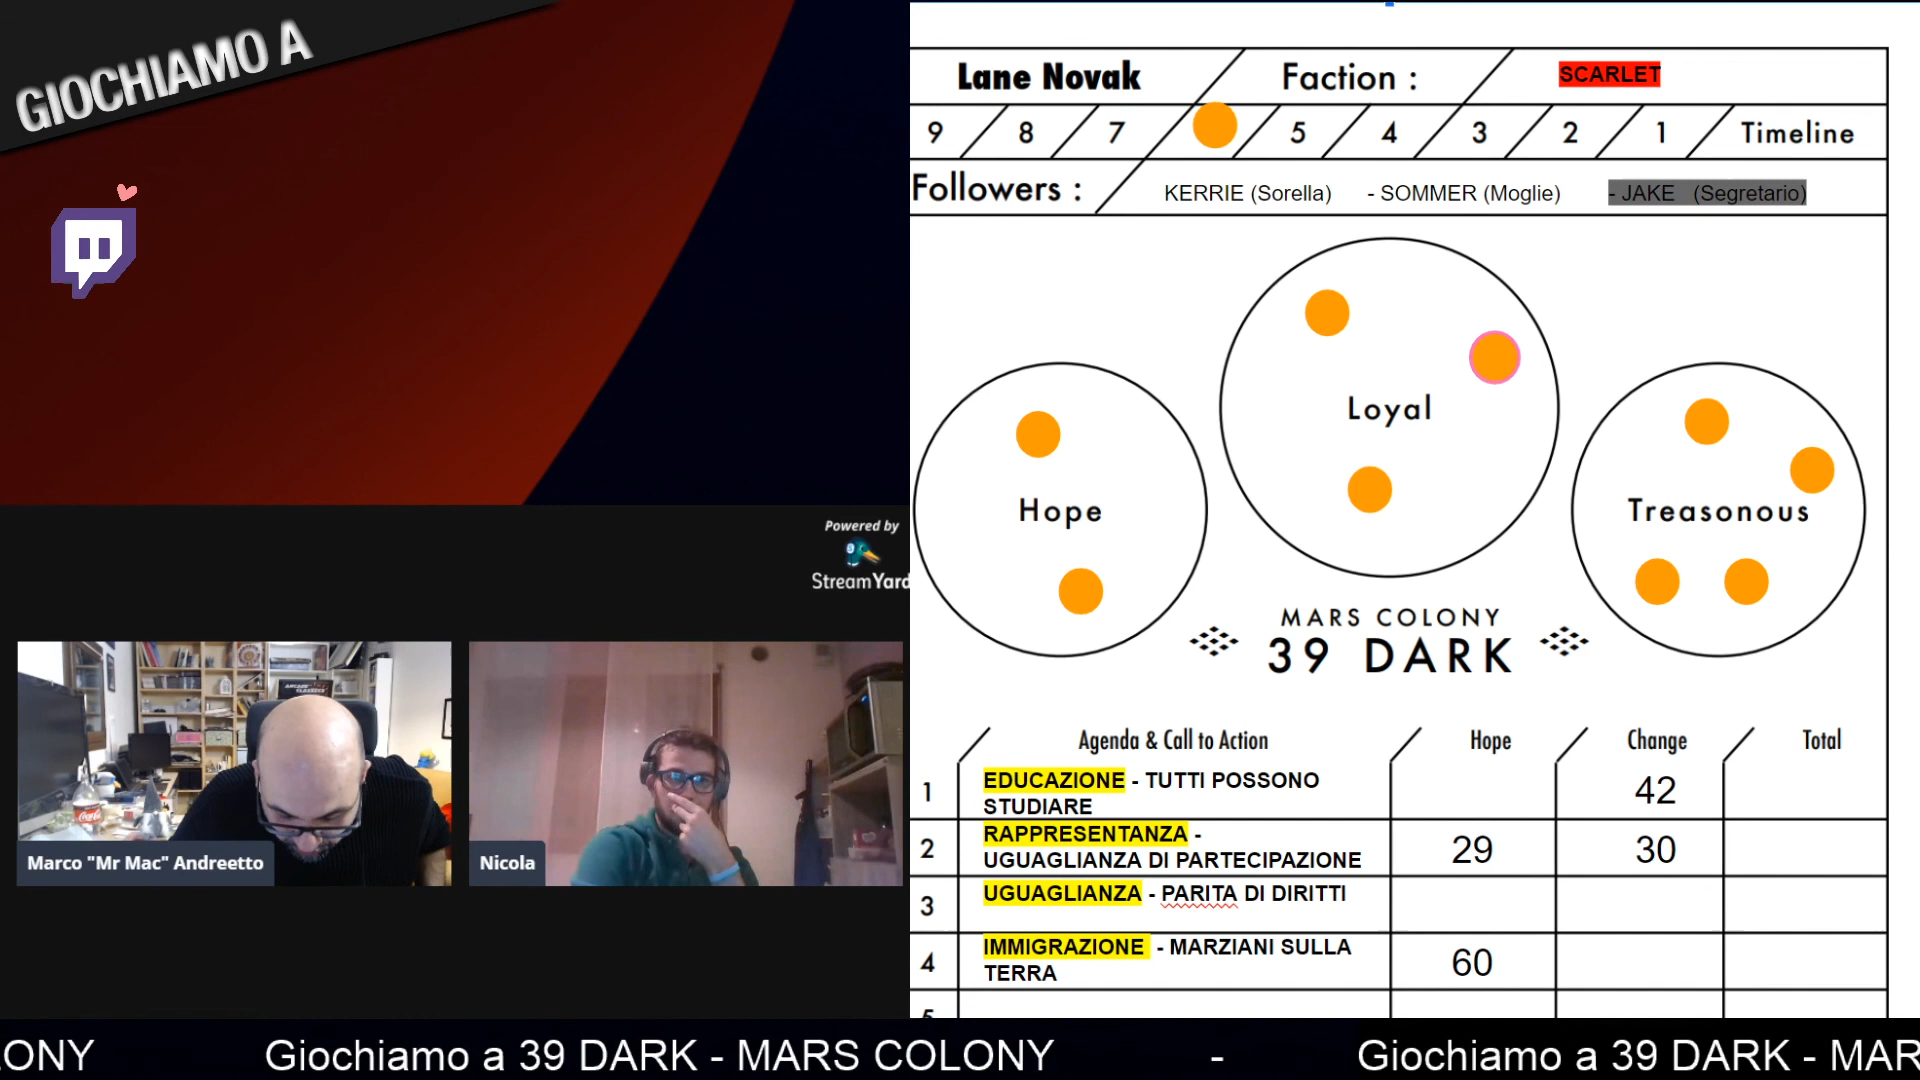 GIOCHIAMO A
Powered by
StreamYard
Marco "Mr Mac" Andreetto
Nicola
Lane Novak
Faction :
SCARLET
9 8 7 5 4 3 2 1 Timeline
Followers :
KERRIE (Sorella) - SOMMER (Moglie) - JAKE (Segretario)
Loyal
Hope
Treasonous
MARS COLONY
39 DARK
Agenda & Call to Action Hope Change Total
1 EDUCAZIONE - TUTTI POSSONO
STUDIARE
42
2 RAPPRESENTANZA -
UGUAGLIANZA DI PARTECIPAZIONE
29 30
3 UGUAGLIANZA - PARITA DI DIRITTI
4 IMMIGRAZIONE - MARZIANI SULLA
TERRA
60
ONY Giochiamo a 39 DARK - MARS COLONY - Giochiamo a 39 DARK - MAR